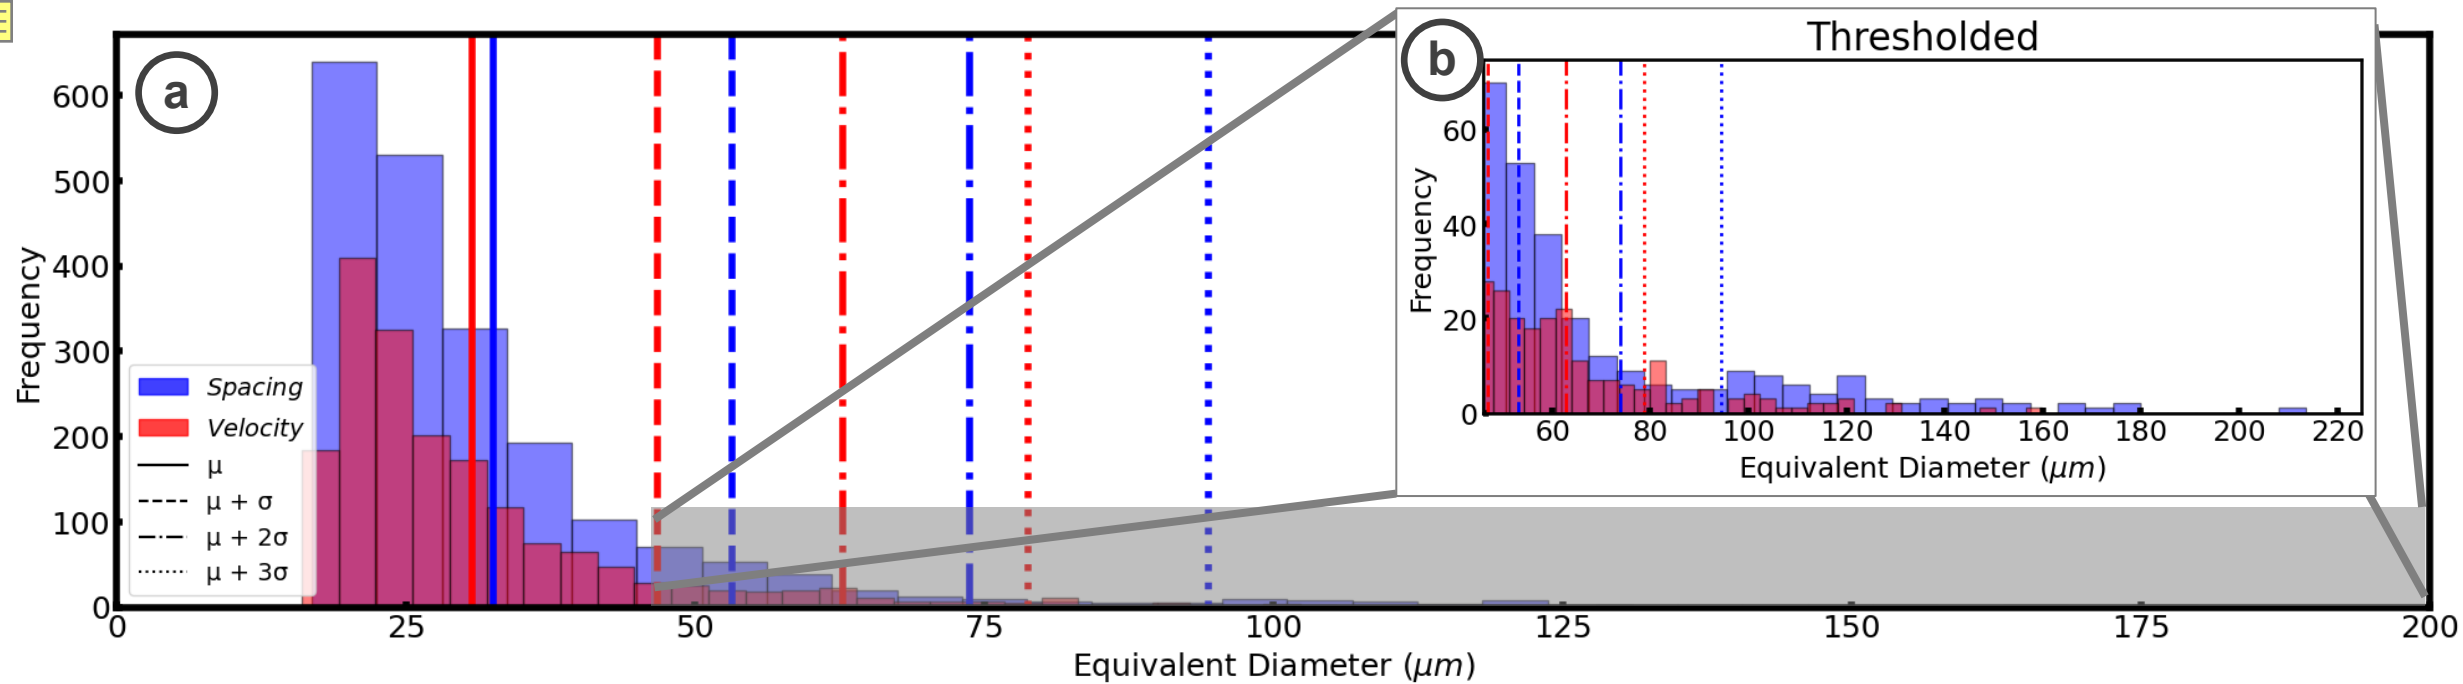 a
600
500
400
300
200
100
0
Frequency
Spacing
Velocity
μ
μ + σ
μ + 2σ
μ + 3σ
0 25 50 75 100 125 150 175 200
Equivalent Diameter (μm)
b
Thresholded
60
40
20
0
Frequency
60 80 100 120 140 160 180 200 220
Equivalent Diameter (μm)